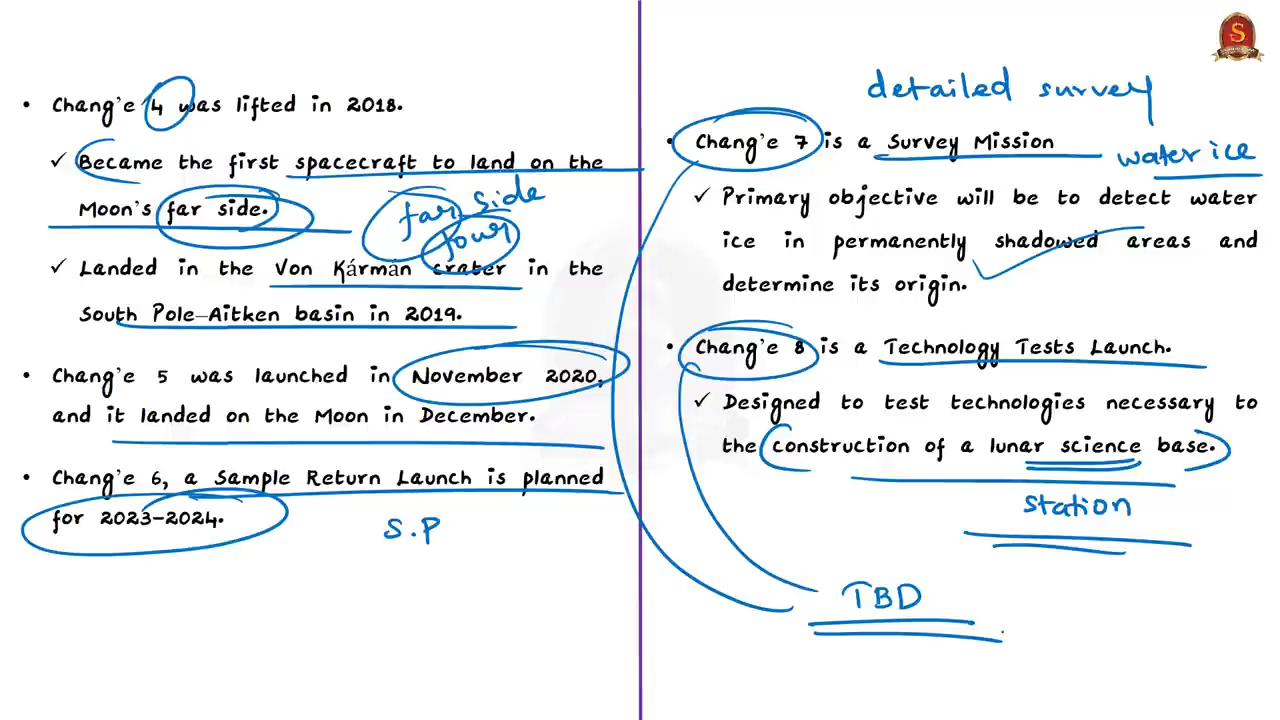 • Chang'e 4 was lifted in 2018.
✓ Became the first spacecraft to land on the
Moon's far side.
far side
four
✓ Landed in the Von Kármán crater in the
South Pole–Aitken basin in 2019.
• Chang'e 5 was launched in November 2020,
and it landed on the Moon in December.
• Chang'e 6, a Sample Return Launch is planned
for 2023-2024.
S.P
detailed survey
• Chang'e 7 is a Survey Mission
water ice
✓ Primary objective will be to detect water
ice in permanently shadowed areas and
determine its origin.
• Chang'e 8 is a Technology Tests Launch.
✓ Designed to test technologies necessary to
the construction of a lunar science base.
station
TBD
S